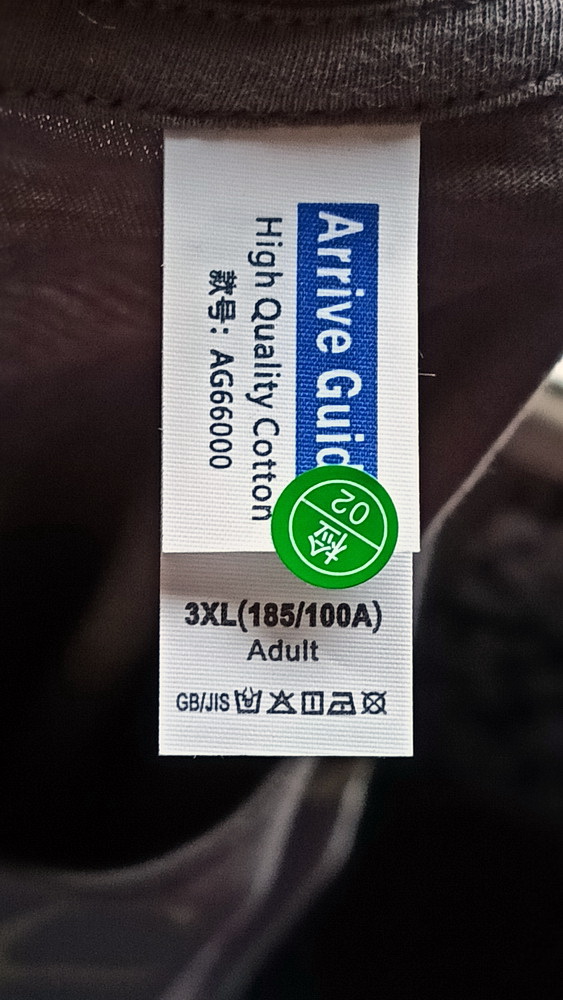 Arrive Guid
High Quality Cotton
款号: AG66000
检 02
3XL(185/100A)
Adult
GB/JIS